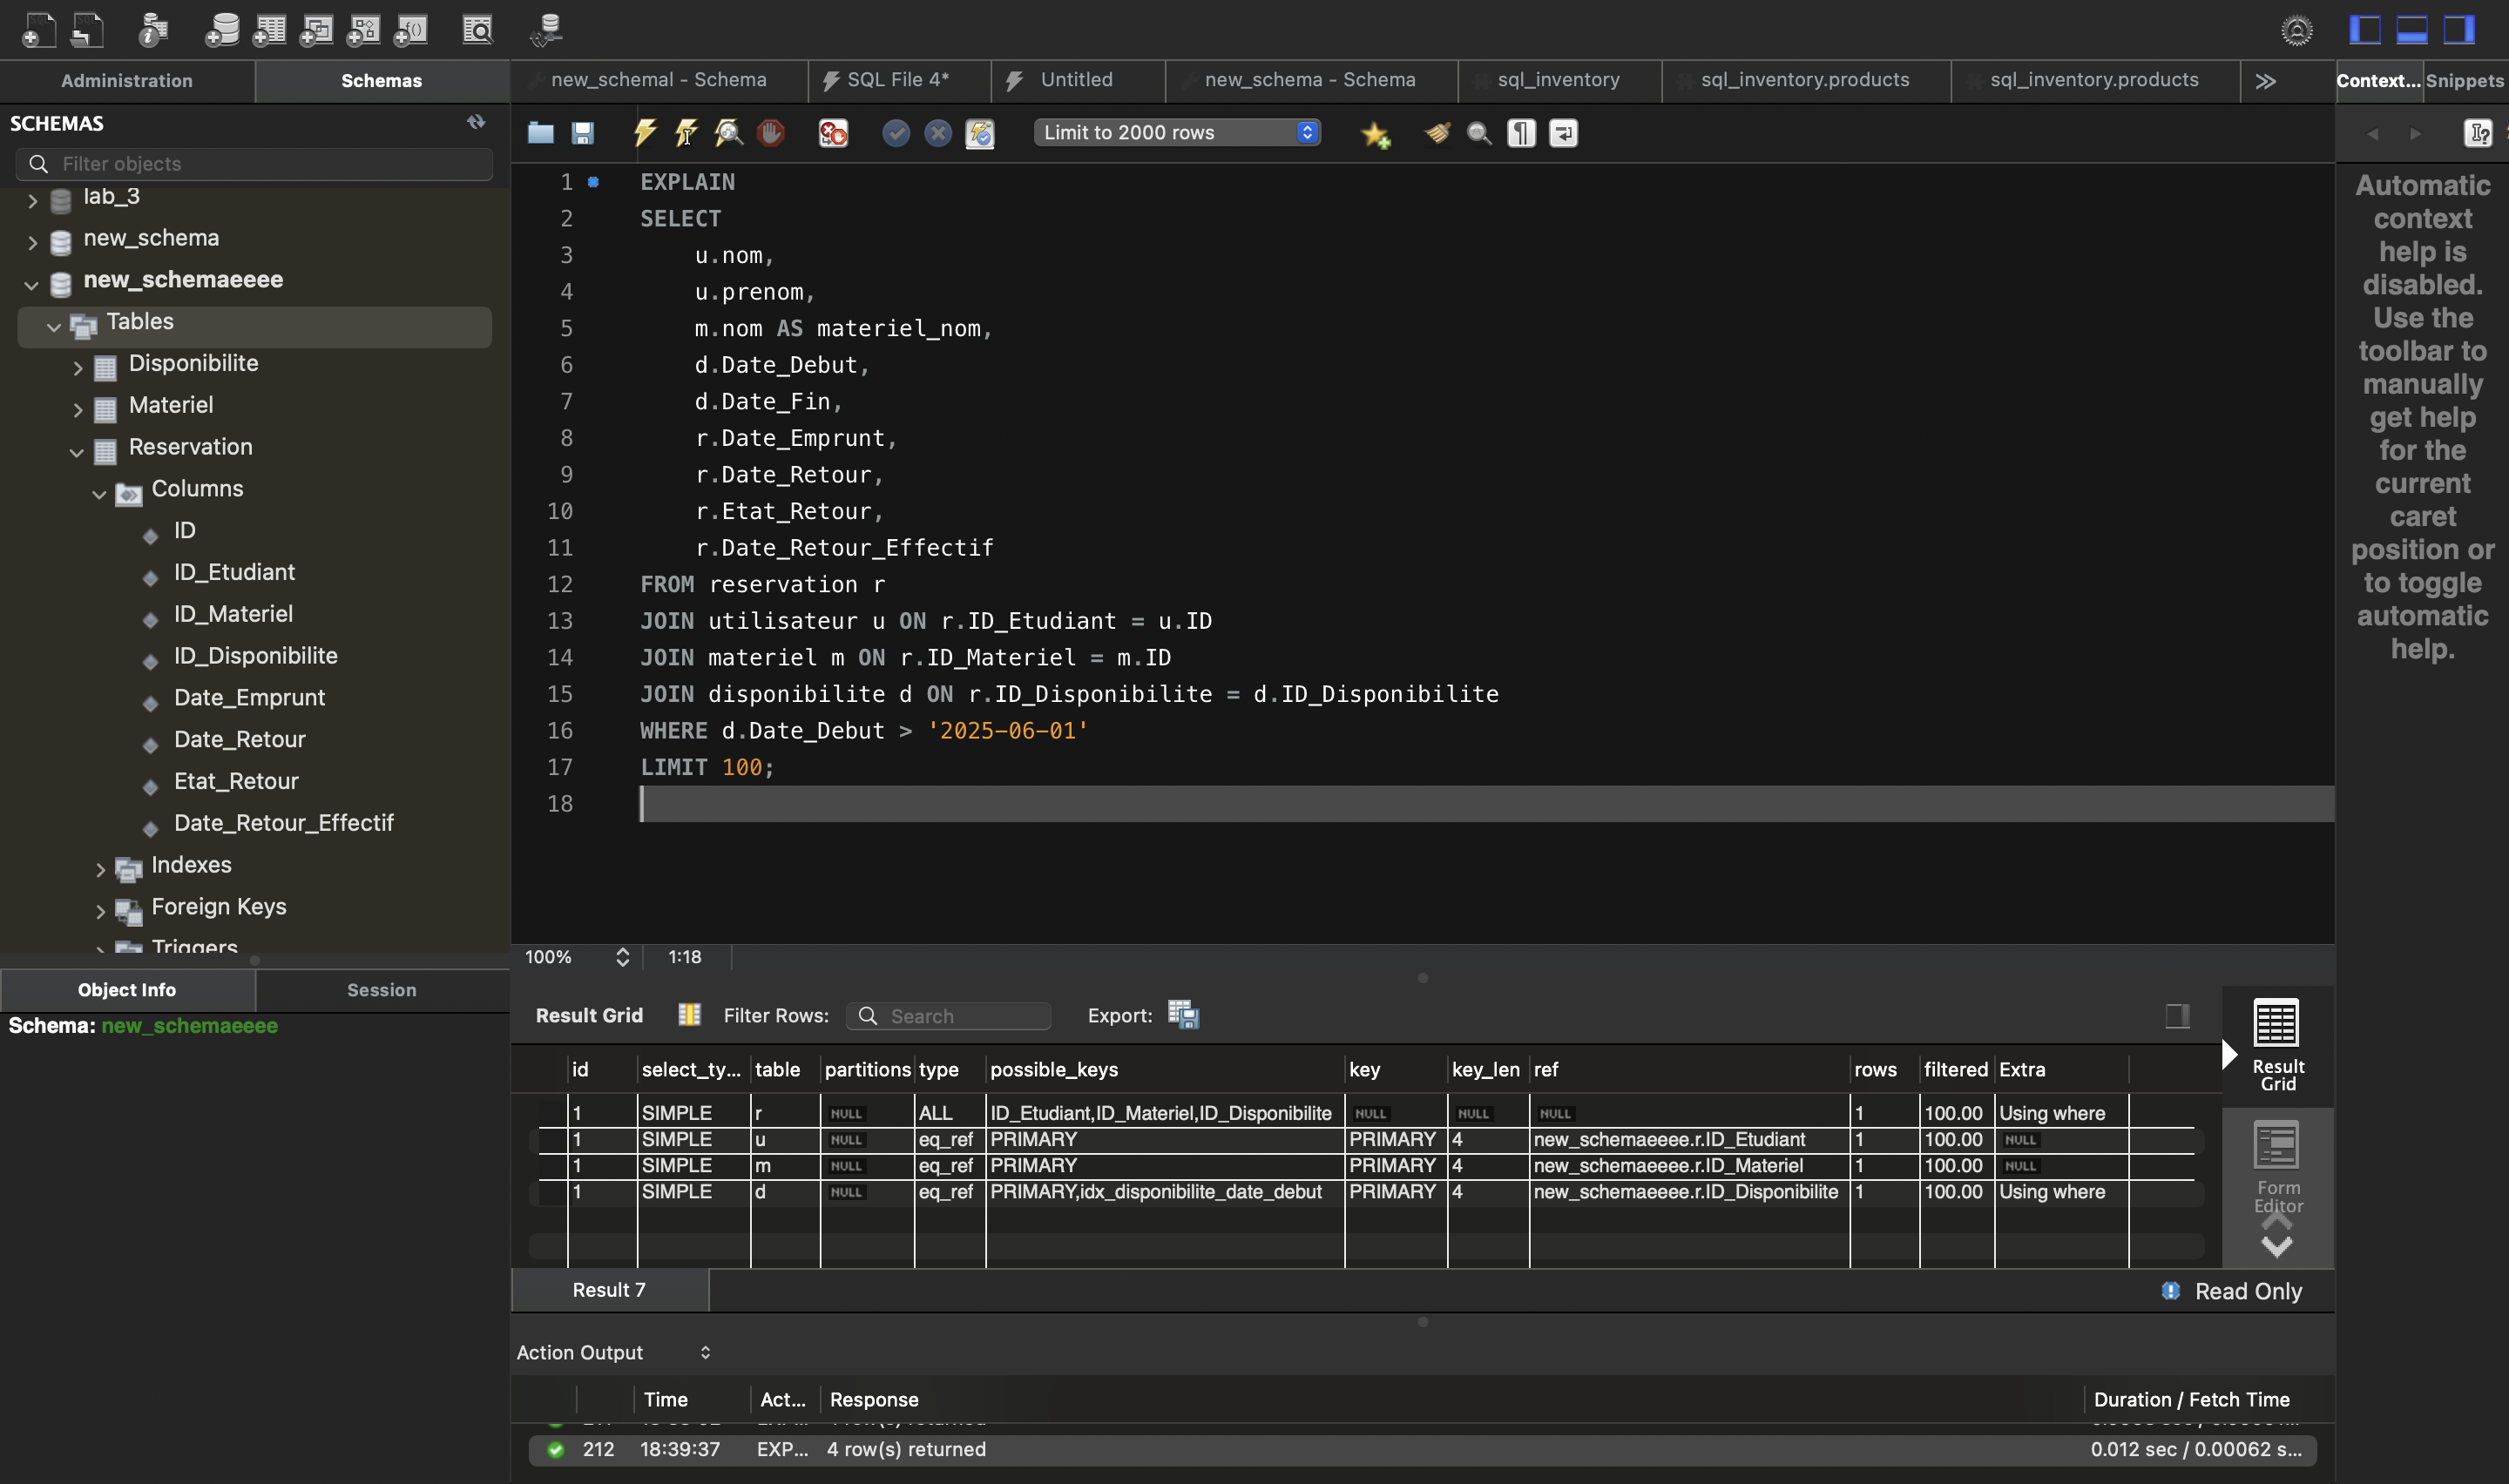 Administration
Schemas
new_schemal - Schema
SQL File 4*
Untitled
new_schema - Schema
sql_inventory
sql_inventory.products
sql_inventory.products
Context...
Snippets
SCHEMAS
Filter objects
lab_3
new_schema
new_schemaeeee
Tables
Disponibilite
Materiel
Reservation
Columns
ID
ID_Etudiant
ID_Materiel
ID_Disponibilite
Date_Emprunt
Date_Retour
Etat_Retour
Date_Retour_Effectif
Indexes
Foreign Keys
Triggers
Object Info
Session
Schema: new_schemaeeee
Limit to 2000 rows
1 EXPLAIN
2 SELECT
3 u.nom,
4 u.prenom,
5 m.nom AS materiel_nom,
6 d.Date_Debut,
7 d.Date_Fin,
8 r.Date_Emprunt,
9 r.Date_Retour,
10 r.Etat_Retour,
11 r.Date_Retour_Effectif
12 FROM reservation r
13 JOIN utilisateur u ON r.ID_Etudiant = u.ID
14 JOIN materiel m ON r.ID_Materiel = m.ID
15 JOIN disponibilite d ON r.ID_Disponibilite = d.ID_Disponibilite
16 WHERE d.Date_Debut > '2025-06-01'
17 LIMIT 100;
18
100% 1:18
Result Grid Filter Rows: Search Export:
id select_ty... table partitions type possible_keys key key_len ref rows filtered Extra
1 SIMPLE r NULL ALL ID_Etudiant,ID_Materiel,ID_Disponibilite NULL NULL NULL 1 100.00 Using where
1 SIMPLE u NULL eq_ref PRIMARY PRIMARY 4 new_schemaeeee.r.ID_Etudiant 1 100.00 NULL
1 SIMPLE m NULL eq_ref PRIMARY PRIMARY 4 new_schemaeeee.r.ID_Materiel 1 100.00 NULL
1 SIMPLE d NULL eq_ref PRIMARY,idx_disponibilite_date_debut PRIMARY 4 new_schemaeeee.r.ID_Disponibilite 1 100.00 Using where
Result
Grid
Form
Editor
Result 7
Read Only
Action Output
Time Act... Response Duration / Fetch Time
212 18:39:37 EXP... 4 row(s) returned 0.012 sec / 0.00062 s...
Automatic
context
help is
disabled.
Use the
toolbar to
manually
get help
for the
current
caret
position or
to toggle
automatic
help.